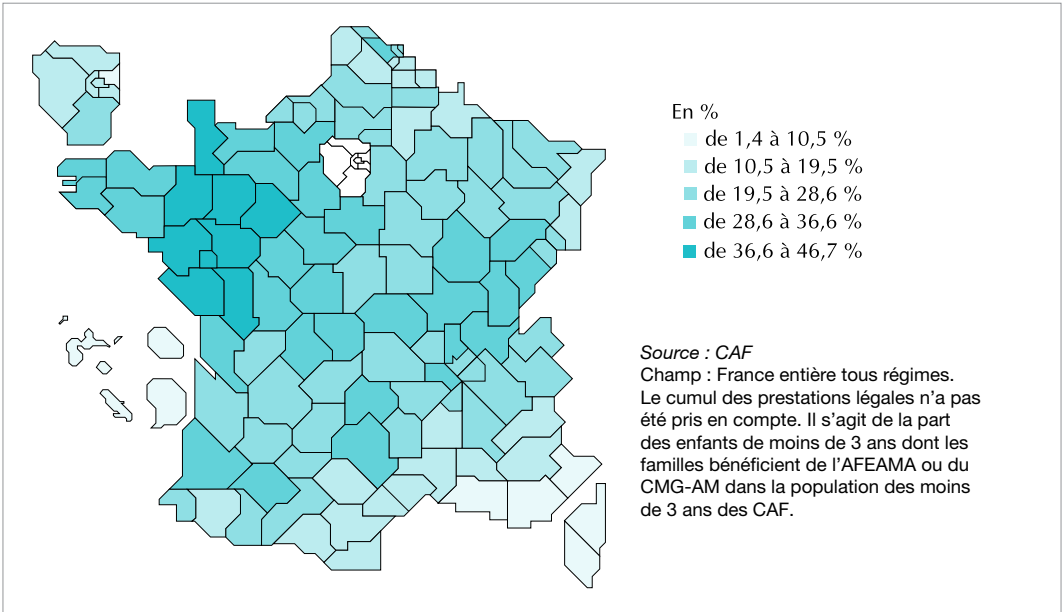 En %
de 1,4 à 10,5 %
de 10,5 à 19,5 %
de 19,5 à 28,6 %
de 28,6 à 36,6 %
de 36,6 à 46,7 %
Source : CAF
Champ : France entière tous régimes.
Le cumul des prestations légales n’a pas
été pris en compte. Il s’agit de la part
des enfants de moins de 3 ans dont les
familles bénéficient de l’AFEAMA ou du
CMG-AM dans la population des moins
de 3 ans des CAF.